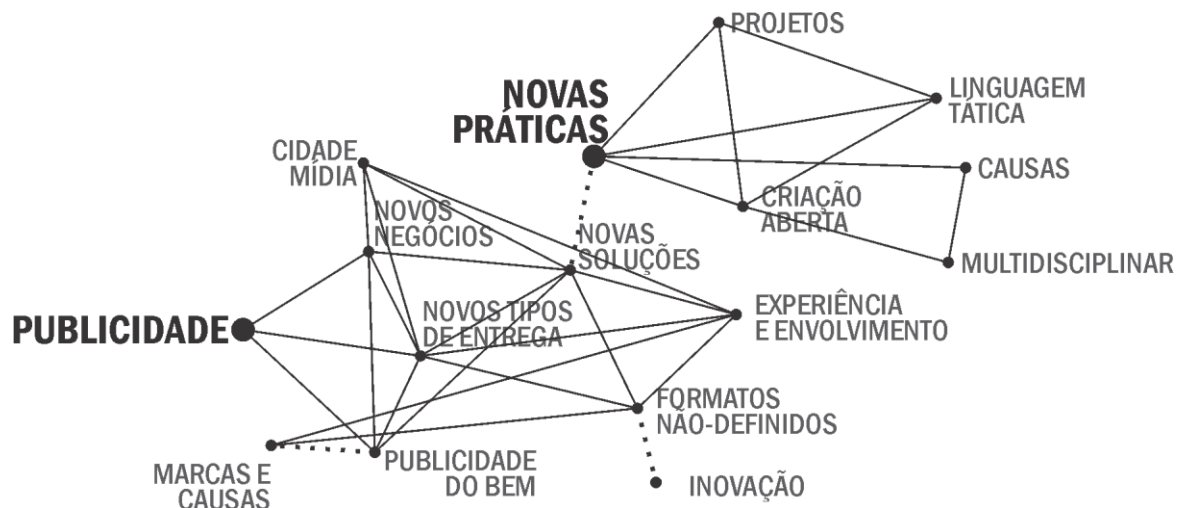 PROJETOS
LINGUAGEM
TÁTICA
NOVAS
PRÁTICAS
CIDADE
MÍDIA
CAUSAS
CRIAÇÃO
ABERTA
NOVOS
NEGÓCIOS
NOVAS
SOLUÇÕES
MULTIDISCIPLINAR
PUBLICIDADE
NOVOS TIPOS
DE ENTREGA
EXPERIÊNCIA
E ENVOLVIMENTO
FORMATOS
NÃO-DEFINIDOS
MARCAS E
CAUSAS
PUBLICIDADE
DO BEM
INOVAÇÃO